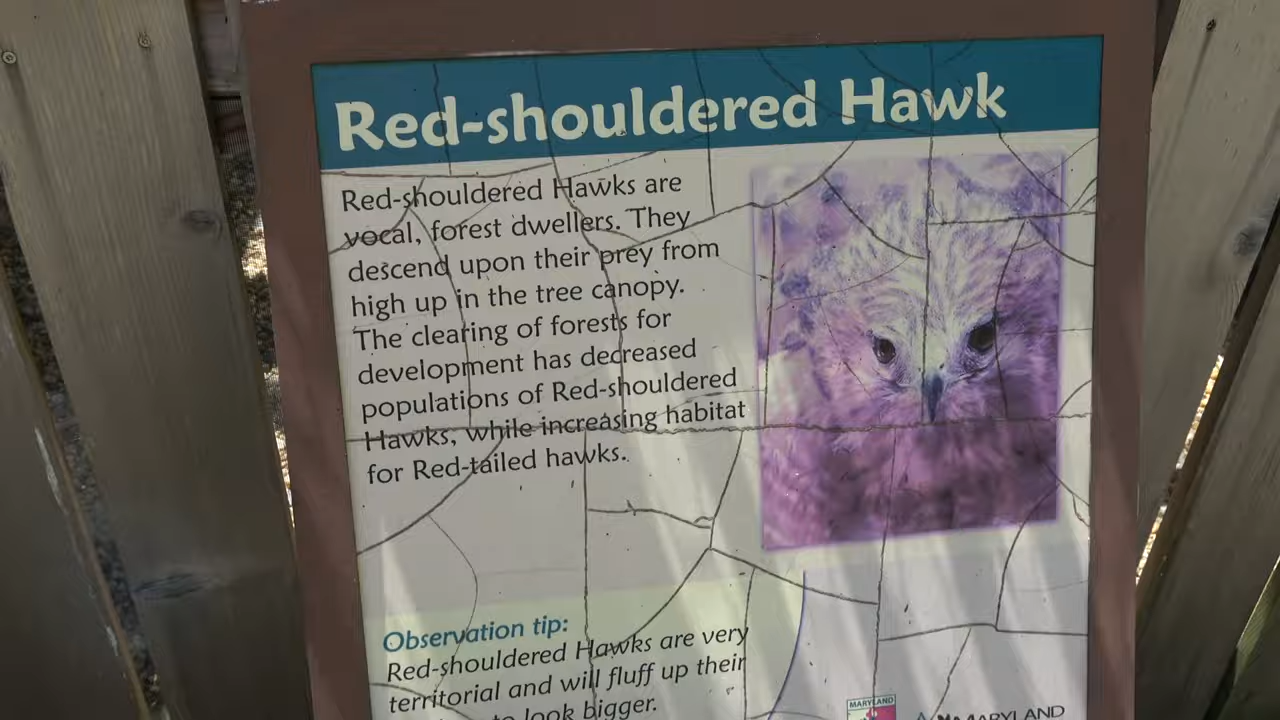 Red-shouldered Hawk
Red-shouldered Hawks are
vocal, forest dwellers. They
descend upon their prey from
high up in the tree canopy.
The clearing of forests for
development has decreased
populations of Red-shouldered
Hawks, while increasing habitat
for Red-tailed hawks.
Observation tip:
Red-shouldered Hawks are very
territorial and will fluff up their
to look bigger.
MARYLAND
MARYLAND